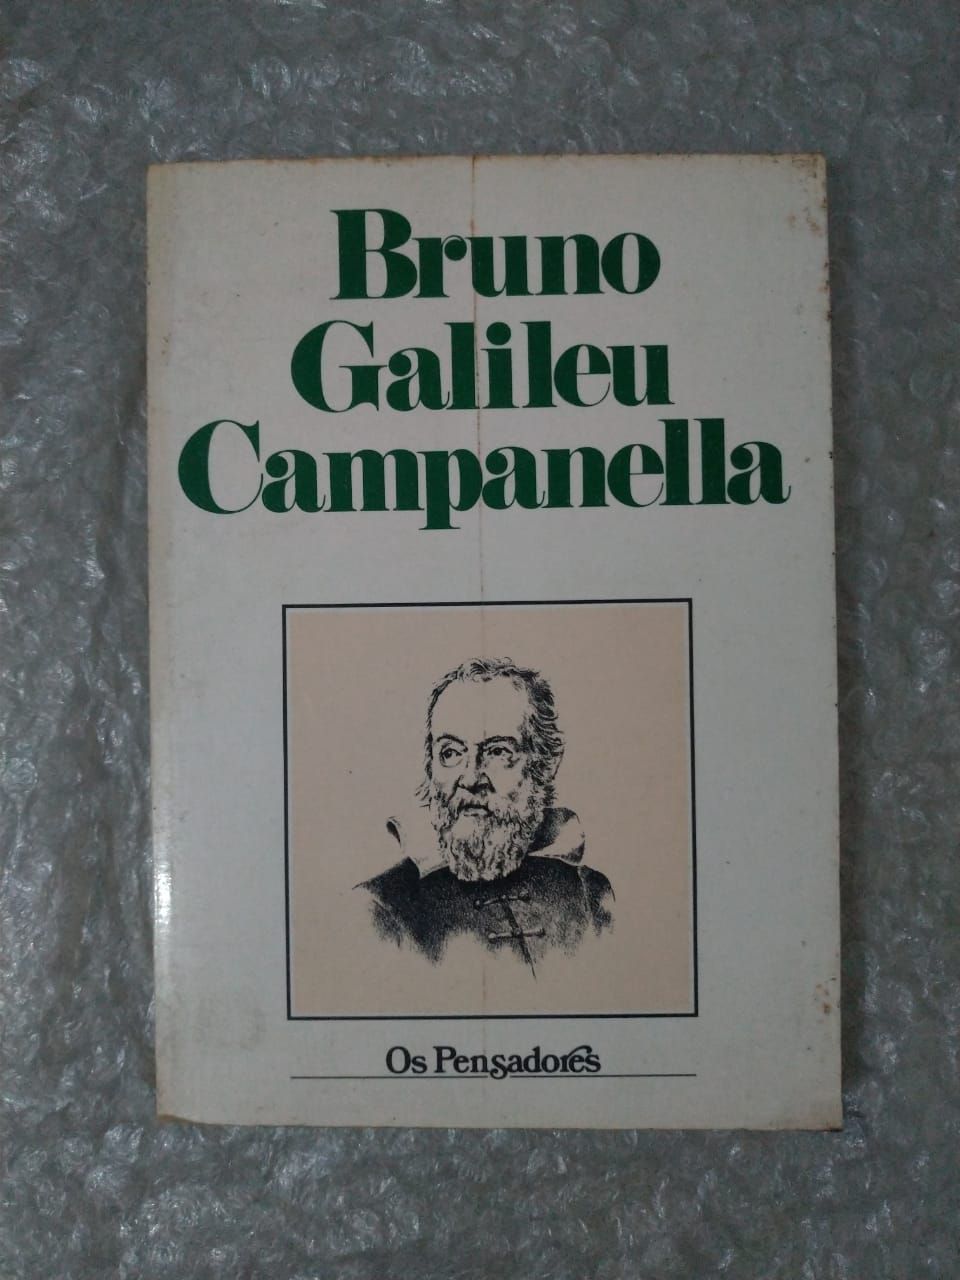 Bruno
Galileu
Campanella
Os Pensadores